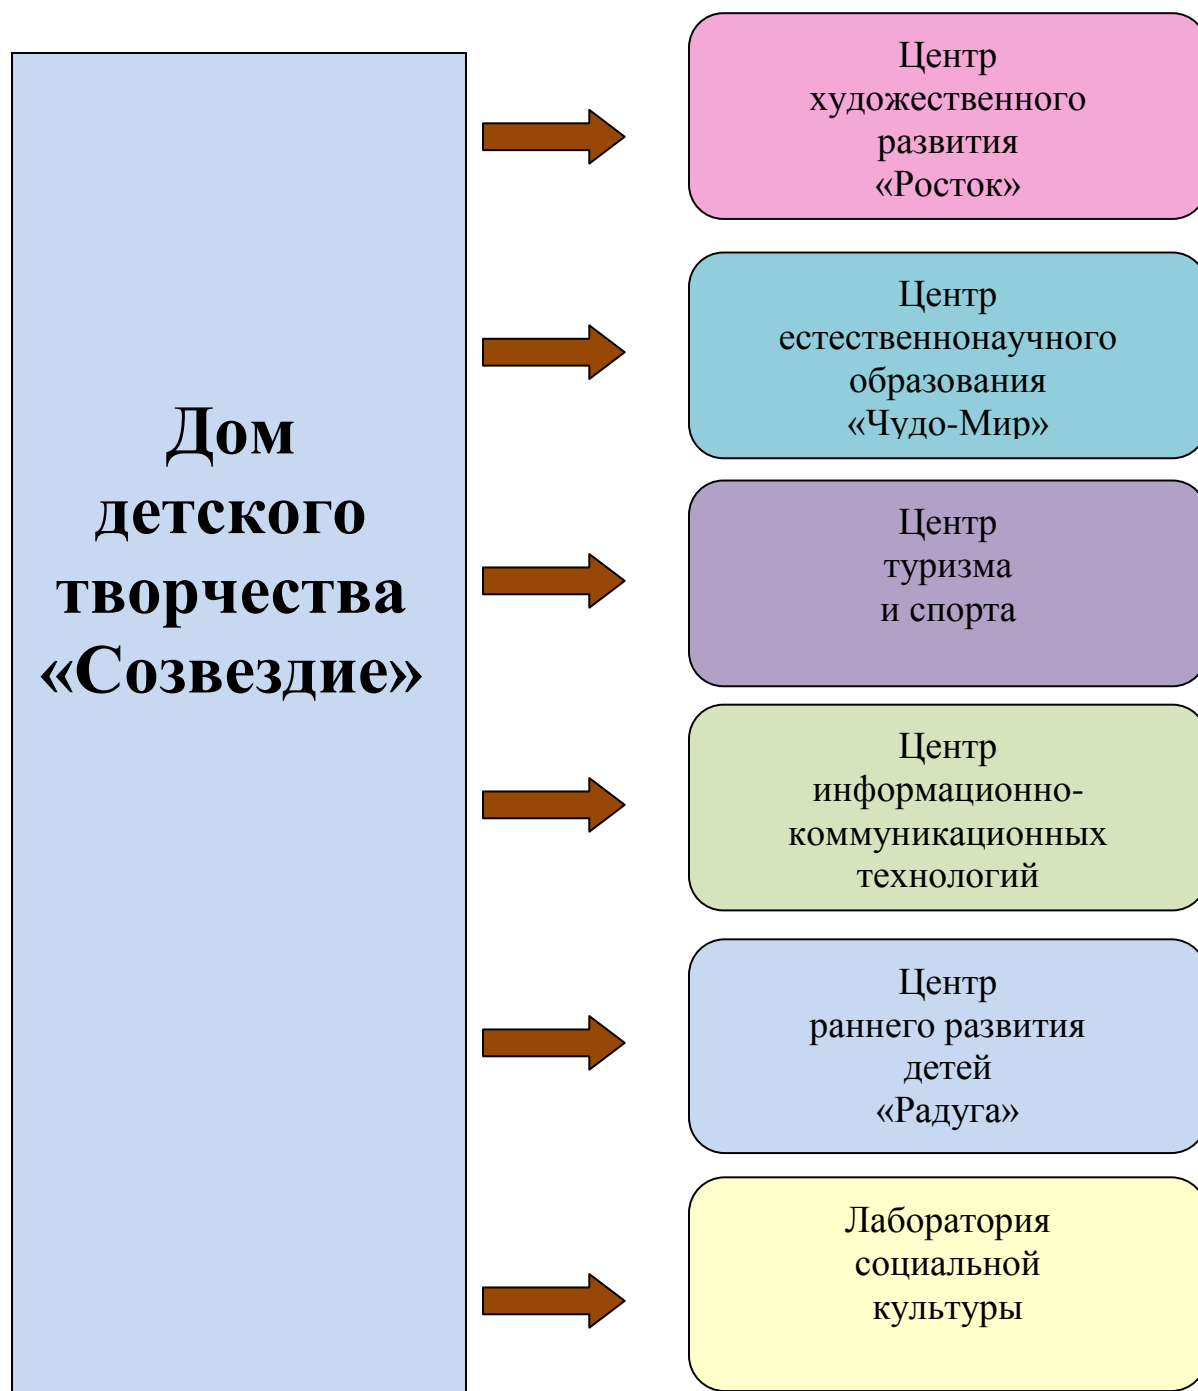 Дом
детского
творчества
«Созвездие»
Центр
художественного
развития
«Росток»
Центр
естественнонаучного
образования
«Чудо-Мир»
Центр
туризма
и спорта
Центр
информационно-
коммуникационных
технологий
Центр
раннего развития
детей
«Радуга»
Лаборатория
социальной
культуры